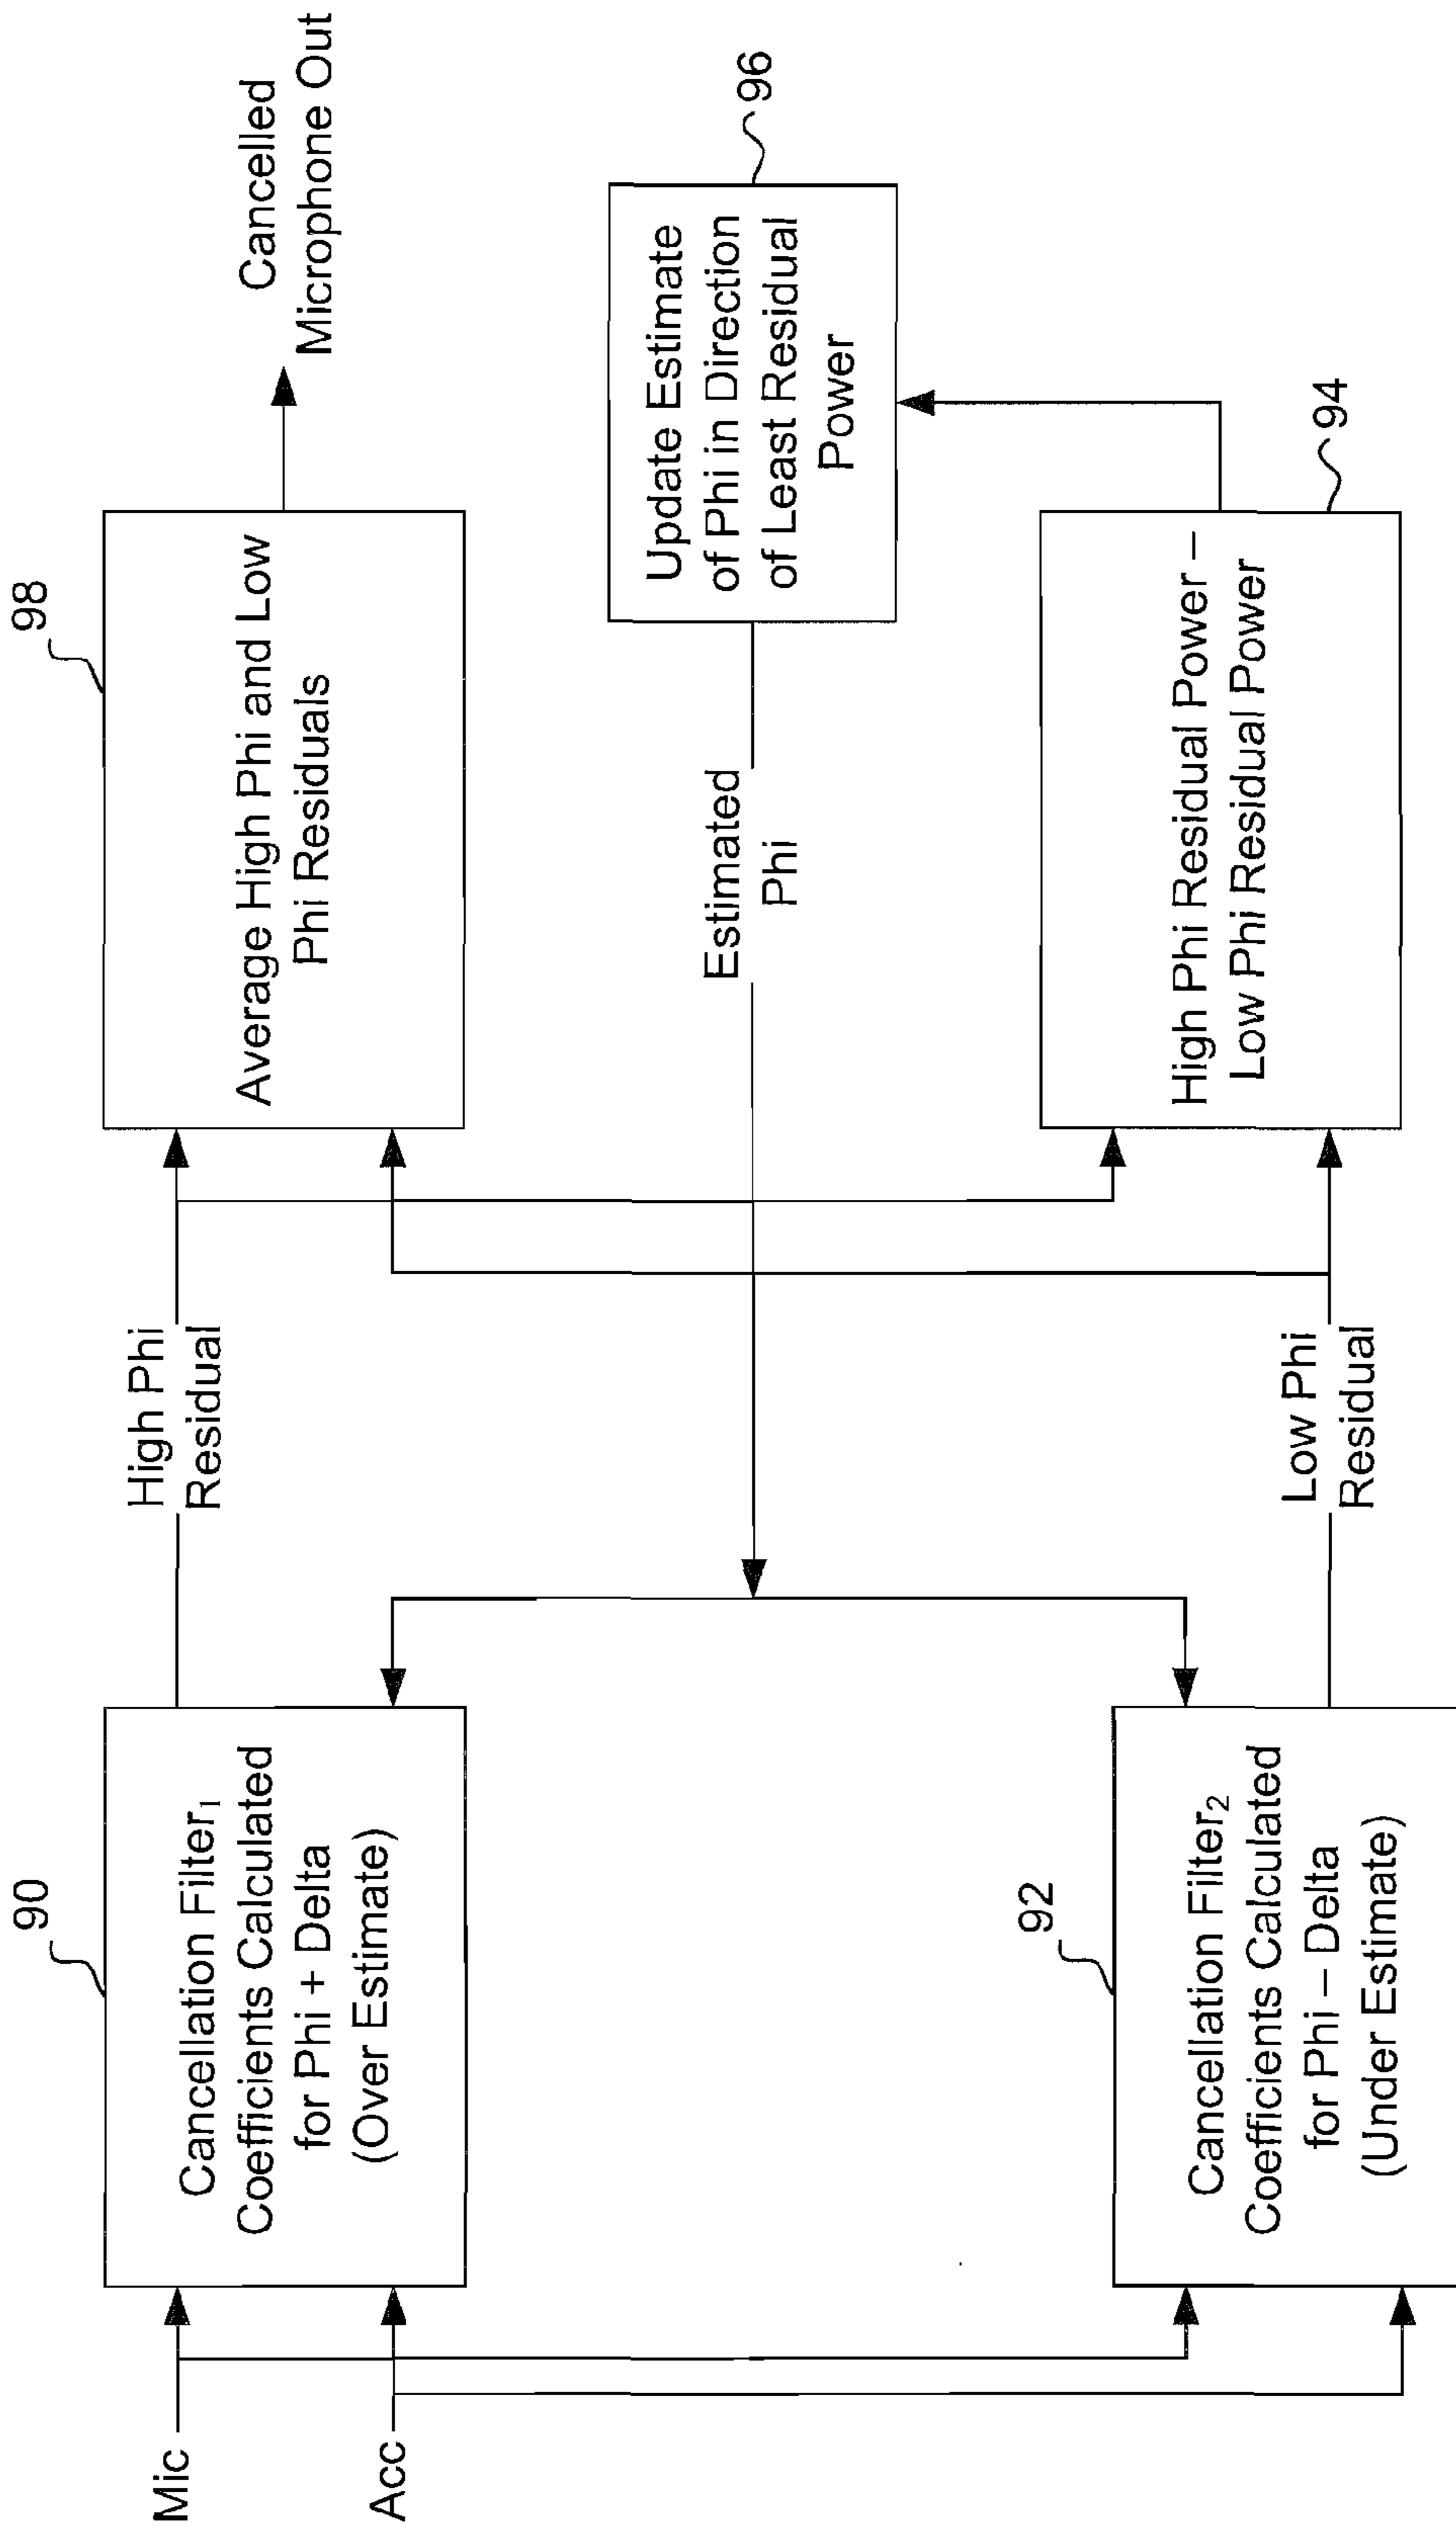 Mic
Acc
90
Cancellation Filter₁
Coefficients Calculated
for Phi + Delta
(Over Estimate)
92
Cancellation Filter₂
Coefficients Calculated
for Phi – Delta
(Under Estimate)
High Phi
Residual
Low Phi
Residual
Estimated
Phi
98
Average High Phi and Low
Phi Residuals
High Phi Residual Power –
Low Phi Residual Power
94
Update Estimate
of Phi in Direction
of Least Residual
Power
96
Cancelled
Microphone Out